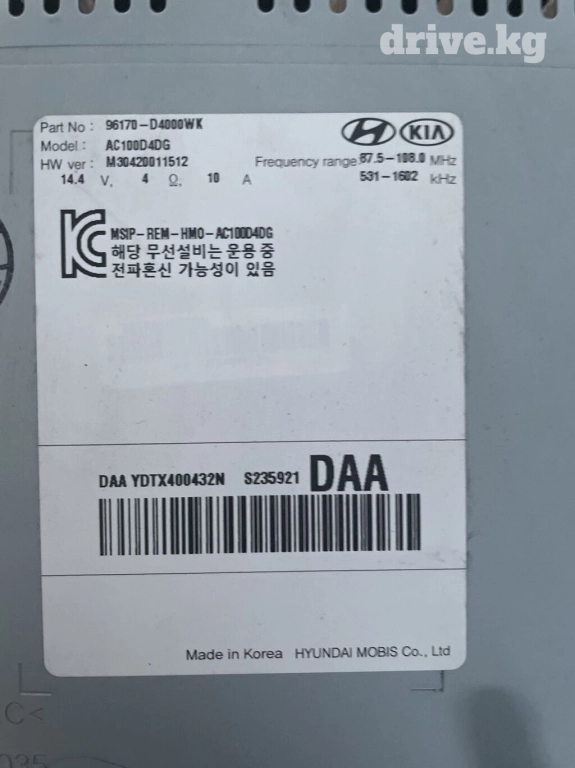 drive.kg
Part No : 96170-D4000WK
Model : AC100D4DG
HW ver : M30420011512
KIA
Frequency range 87.5-108.0 MHz
14.4 V, 4 Ω, 10 A
531-1602 kHz
MSIP-REM-HMO-AC100D4DG
해당 무선설비는 운용 중
전파혼신 가능성이 있음
DAA YDTX400432N S235921 DAA
Made in Korea HYUNDAI MOBIS Co., Ltd
C<